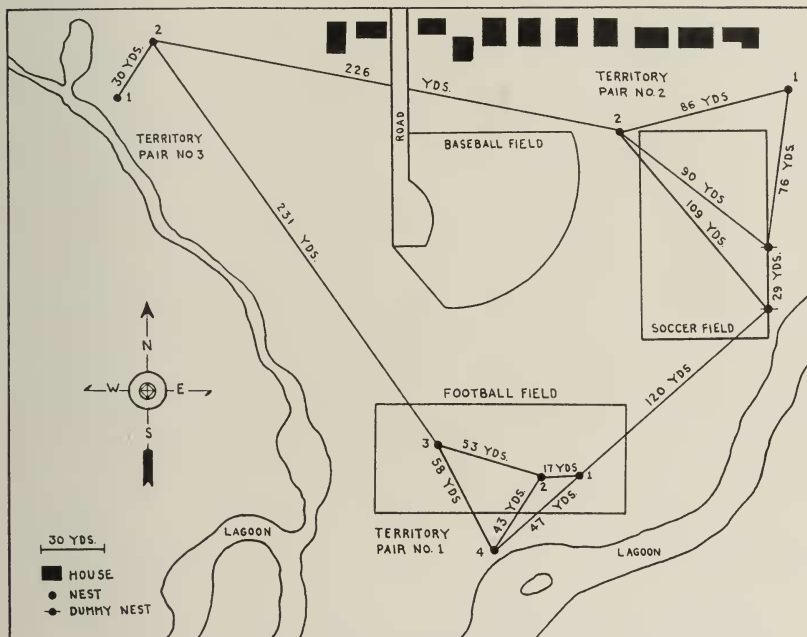 2
226
YDS.
TERRITORY
PAIR NO. 2
1
30 YDS.
1
86 YDS
2
TERRITORY
PAIR NO3
ROAD
BASEBALL FIELD
76 YDS.
90 YDS
109 YDS.
231 YDS.
29 YDS.
SOCCER FIELD
N
W
E
S
120 YDS
FOOTBALL FIELD
3
53 YDS.
17 YDS
2
1
58 YDS
43 YDS.
47 YDS.
4
TERRITORY
PAIR NO. 1
LAGOON
LAGOON
30 YDS.
HOUSE
NEST
DUMMY NEST